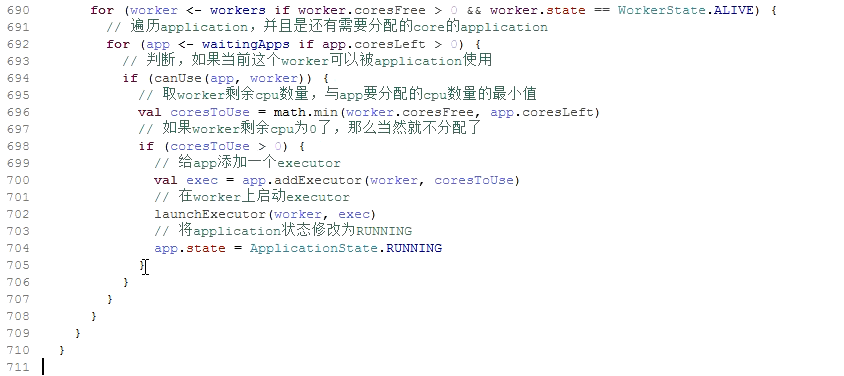 690 for (worker <- workers if worker.coresFree > 0 && worker.state == WorkerState.ALIVE) {
691 // 遍历application，并且是还有需要分配的core的application
692 for (app <- waitingApps if app.coresLeft > 0) {
693 // 判断，如果当前这个worker可以被application使用
694 if (canUse(app, worker)) {
695 // 取worker剩余cpu数量，与app要分配的cpu数量的最小值
696 val coresToUse = math.min(worker.coresFree, app.coresLeft)
697 // 如果worker剩余cpu为0了，那么当然就不分配了
698 if (coresToUse > 0) {
699 // 给app添加一个executor
700 val exec = app.addExecutor(worker, coresToUse)
701 // 在worker上启动executor
702 launchExecutor(worker, exec)
703 // 将application状态修改为RUNNING
704 app.state = ApplicationState.RUNNING
705 }
706 }
707 }
708 }
709 }
710 }
711